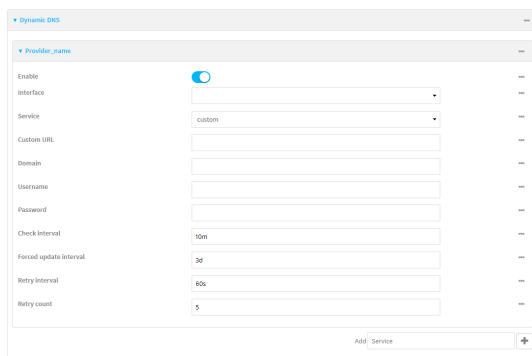 Dynamic DNS
Provider_name
Enable
Interface
Service
custom
Custom URL
Domain
Username
Password
Check interval
10m
Forced update interval
3d
Retry interval
60s
Retry count
5
Add Service